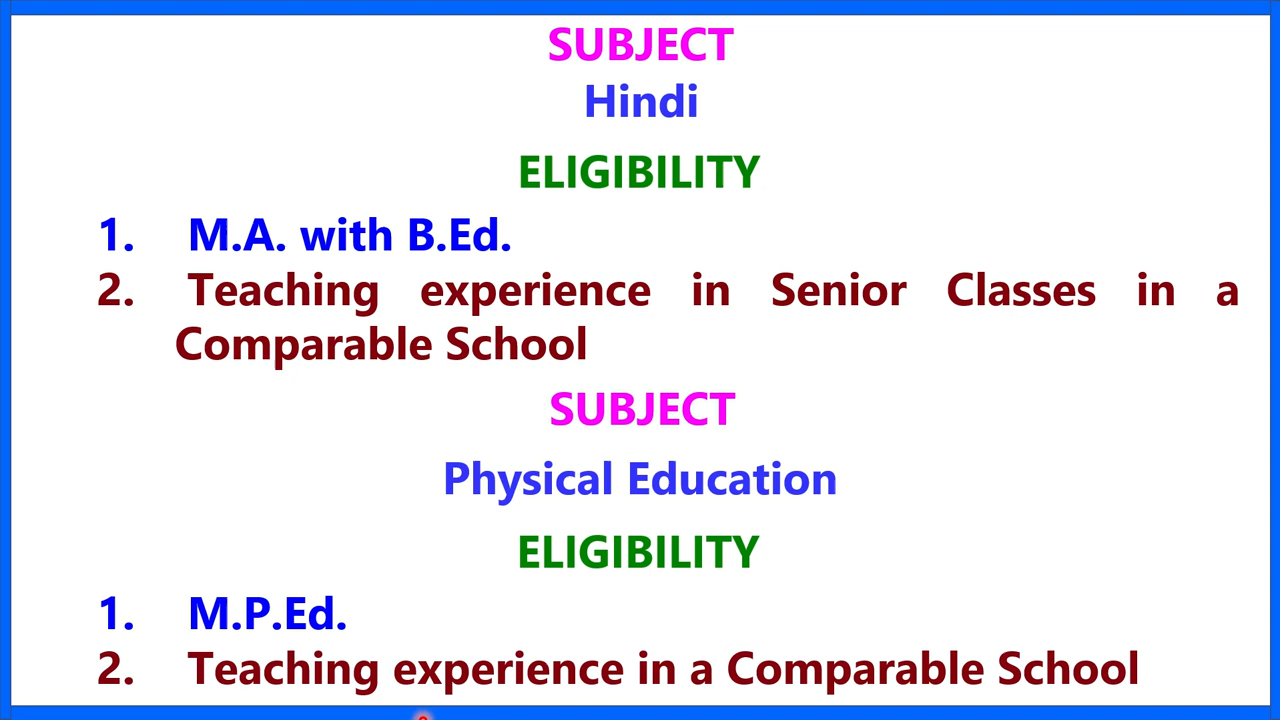 SUBJECT
Hindi
ELIGIBILITY
1. M.A. with B.Ed.
2. Teaching experience in Senior Classes in a
Comparable School
SUBJECT
Physical Education
ELIGIBILITY
1. M.P.Ed.
2. Teaching experience in a Comparable School